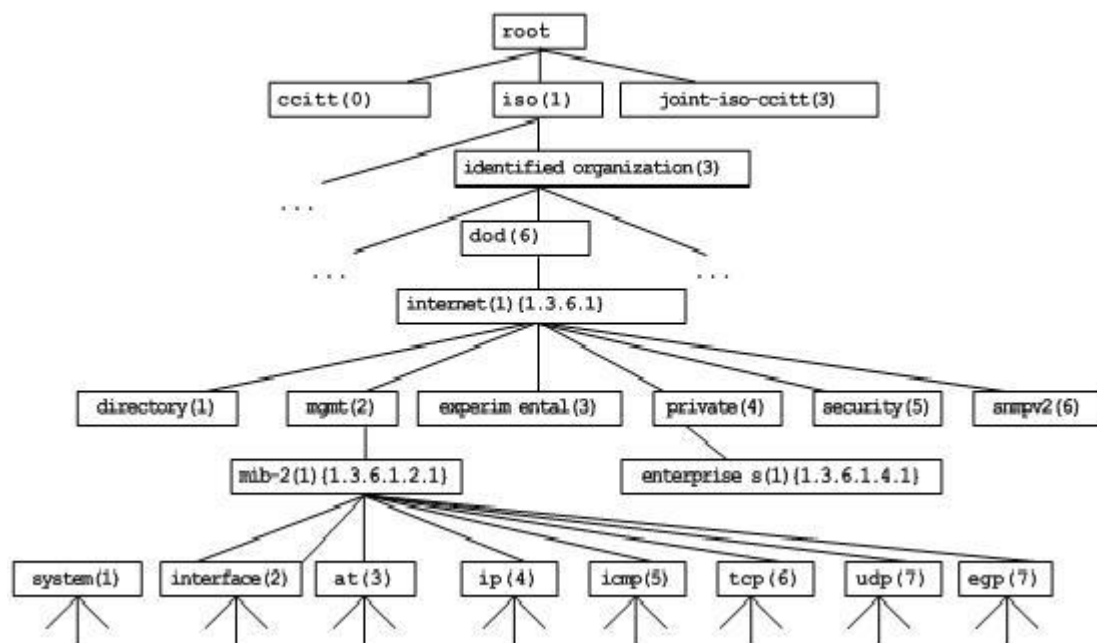 root
ccitt(0)
iso(1)
joint-iso-ccitt(3)
identified organization(3)
...
dod(6)
...
...
internet(1){1.3.6.1}
directory(1)
mgmt(2)
experim ental(3)
private(4)
security(5)
snmpv2(6)
mib-2(1){1.3.6.1.2.1}
enterprise s(1){1.3.6.1.4.1}
system(1)
interface(2)
at(3)
ip(4)
icmp(5)
tcp(6)
udp(7)
egp(7)